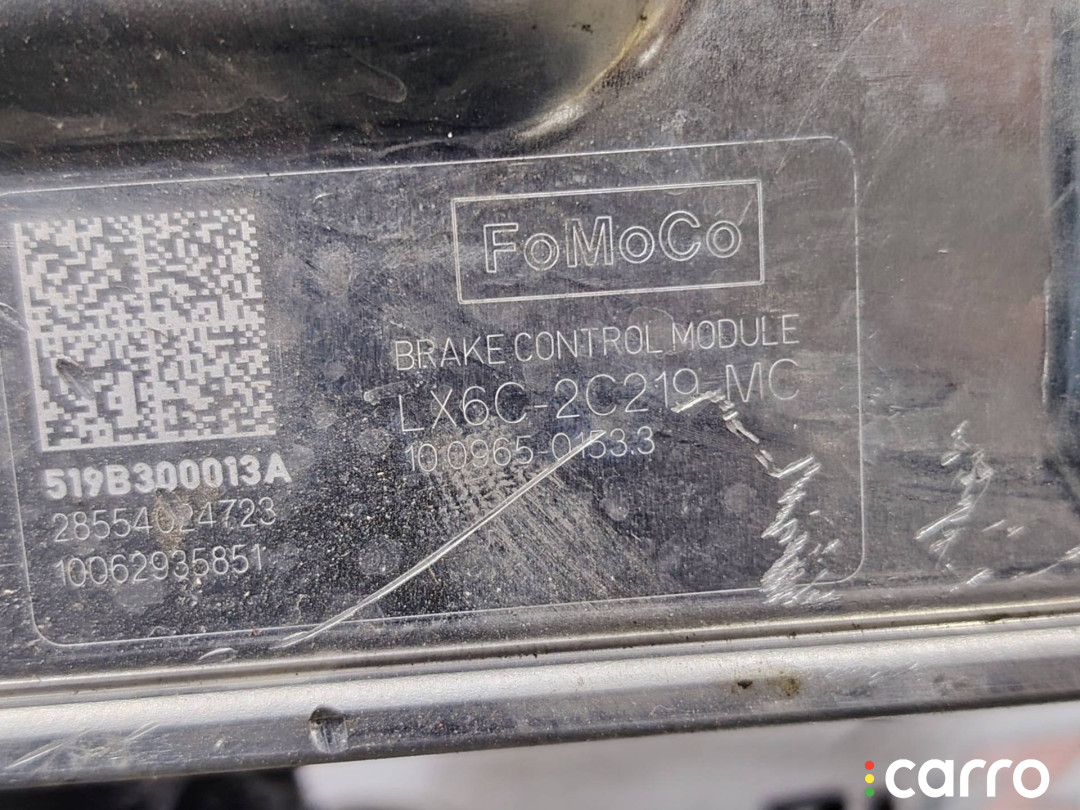 FoMoCo
BRAKE CONTROL MODULE
LX6C-2C219-MC
10.0965-0153.3
519B300013A
28554024723
10062935851
carro